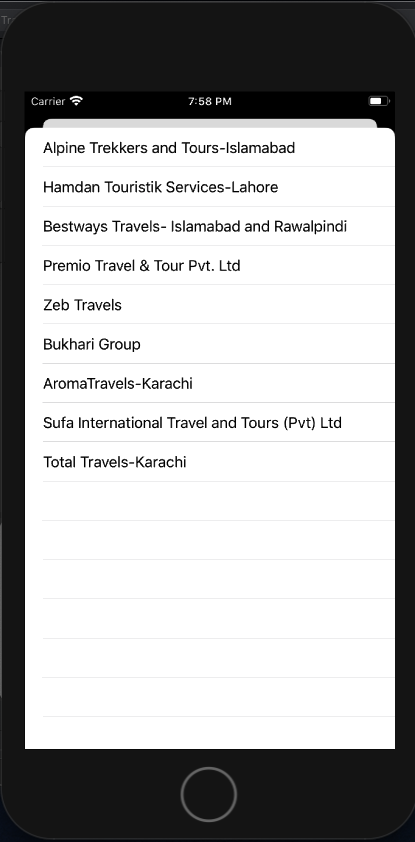 Tr
Carrier 7:58 PM
Alpine Trekkers and Tours-Islamabad
Hamdan Touristik Services-Lahore
Bestways Travels- Islamabad and Rawalpindi
Premio Travel & Tour Pvt. Ltd
Zeb Travels
Bukhari Group
AromaTravels-Karachi
Sufa International Travel and Tours (Pvt) Ltd
Total Travels-Karachi